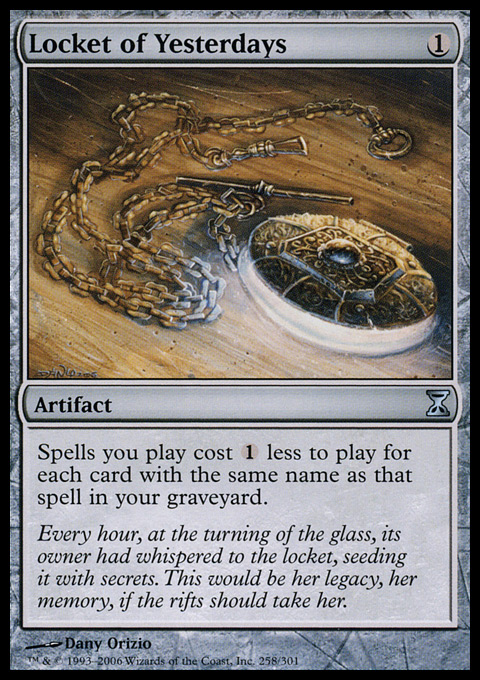 Locket of Yesterdays 1
Artifact
Spells you play cost 1 less to play for
each card with the same name as that
spell in your graveyard.
Every hour, at the turning of the glass, its
owner had whispered to the locket, seeding
it with secrets. This would be her legacy, her
memory, if the rifts should take her.
Dany Orizio
™ & © 1993–2006 Wizards of the Coast, Inc. 258/301